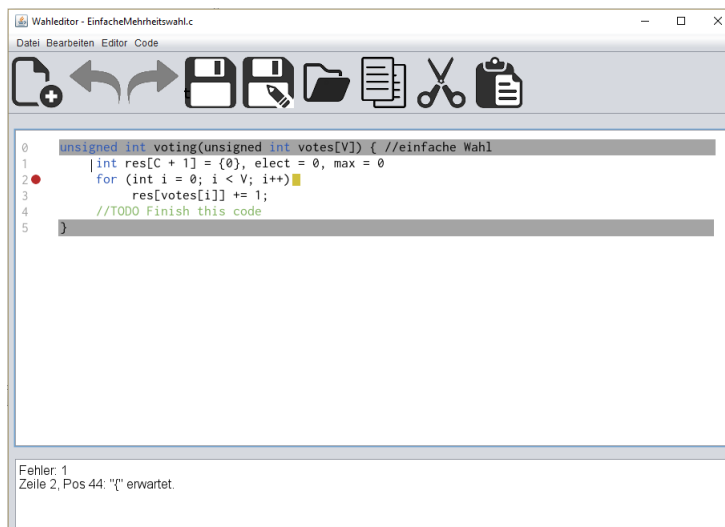 Wahleditor - EinfacheMehrheitswahl.c
Datei Bearbeiten Editor Code
0 unsigned int voting(unsigned int votes[V]) { //einfache Wahl
1 int res[C + 1] = {0}, elect = 0, max = 0
2 for (int i = 0; i < V; i++)
3 res[votes[i]] += 1;
4 //TODO Finish this code
5 }
Fehler: 1
Zeile 2, Pos 44: "{" erwartet.